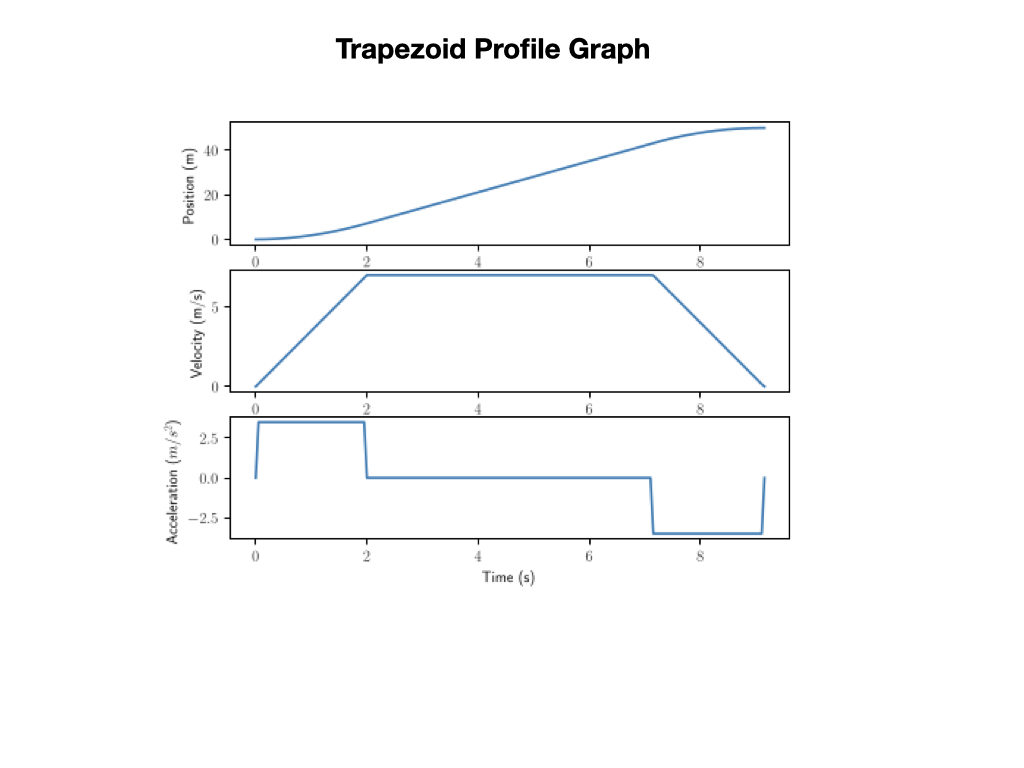 Trapezoid Profile Graph
Position (m)
40
20
0
0 2 4 6 8
Velocity (m/s)
5
0
0 2 4 6 8
Acceleration (m/s²)
2.5
0.0
−2.5
0 2 4 6 8
Time (s)